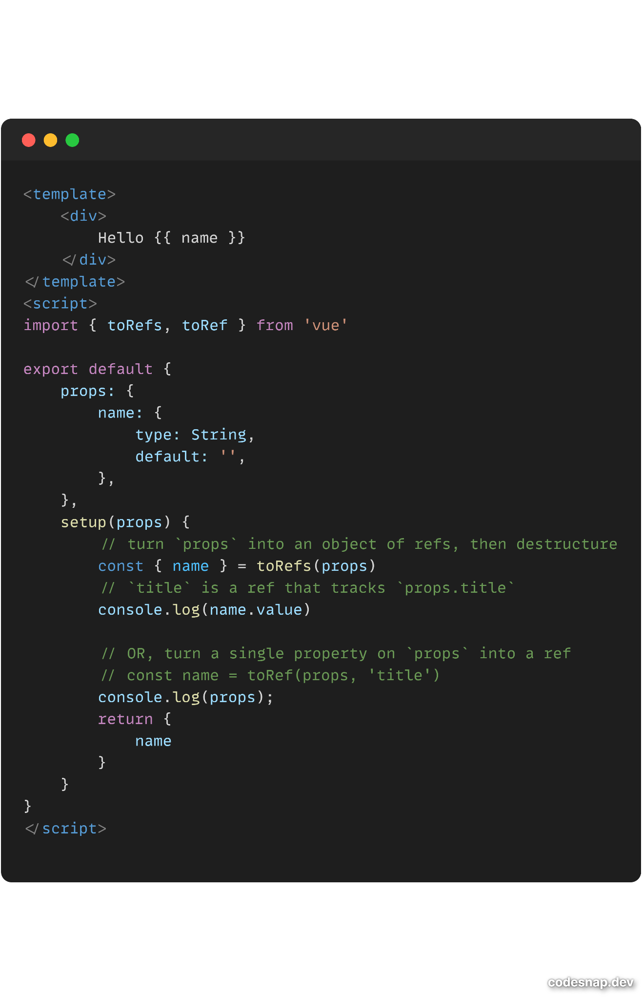 <template>
    <div>
        Hello {{ name }}
    </div>
</template>
<script>
import { toRefs, toRef } from 'vue'

export default {
    props: {
        name: {
            type: String,
            default: '',
        },
    },
    setup(props) {
        // turn `props` into an object of refs, then destructure
        const { name } = toRefs(props)
        // `title` is a ref that tracks `props.title`
        console.log(name.value)

        // OR, turn a single property on `props` into a ref
        // const name = toRef(props, 'title')
        console.log(props);
        return {
            name
        }
    }
}
</script>
codesnap.dev